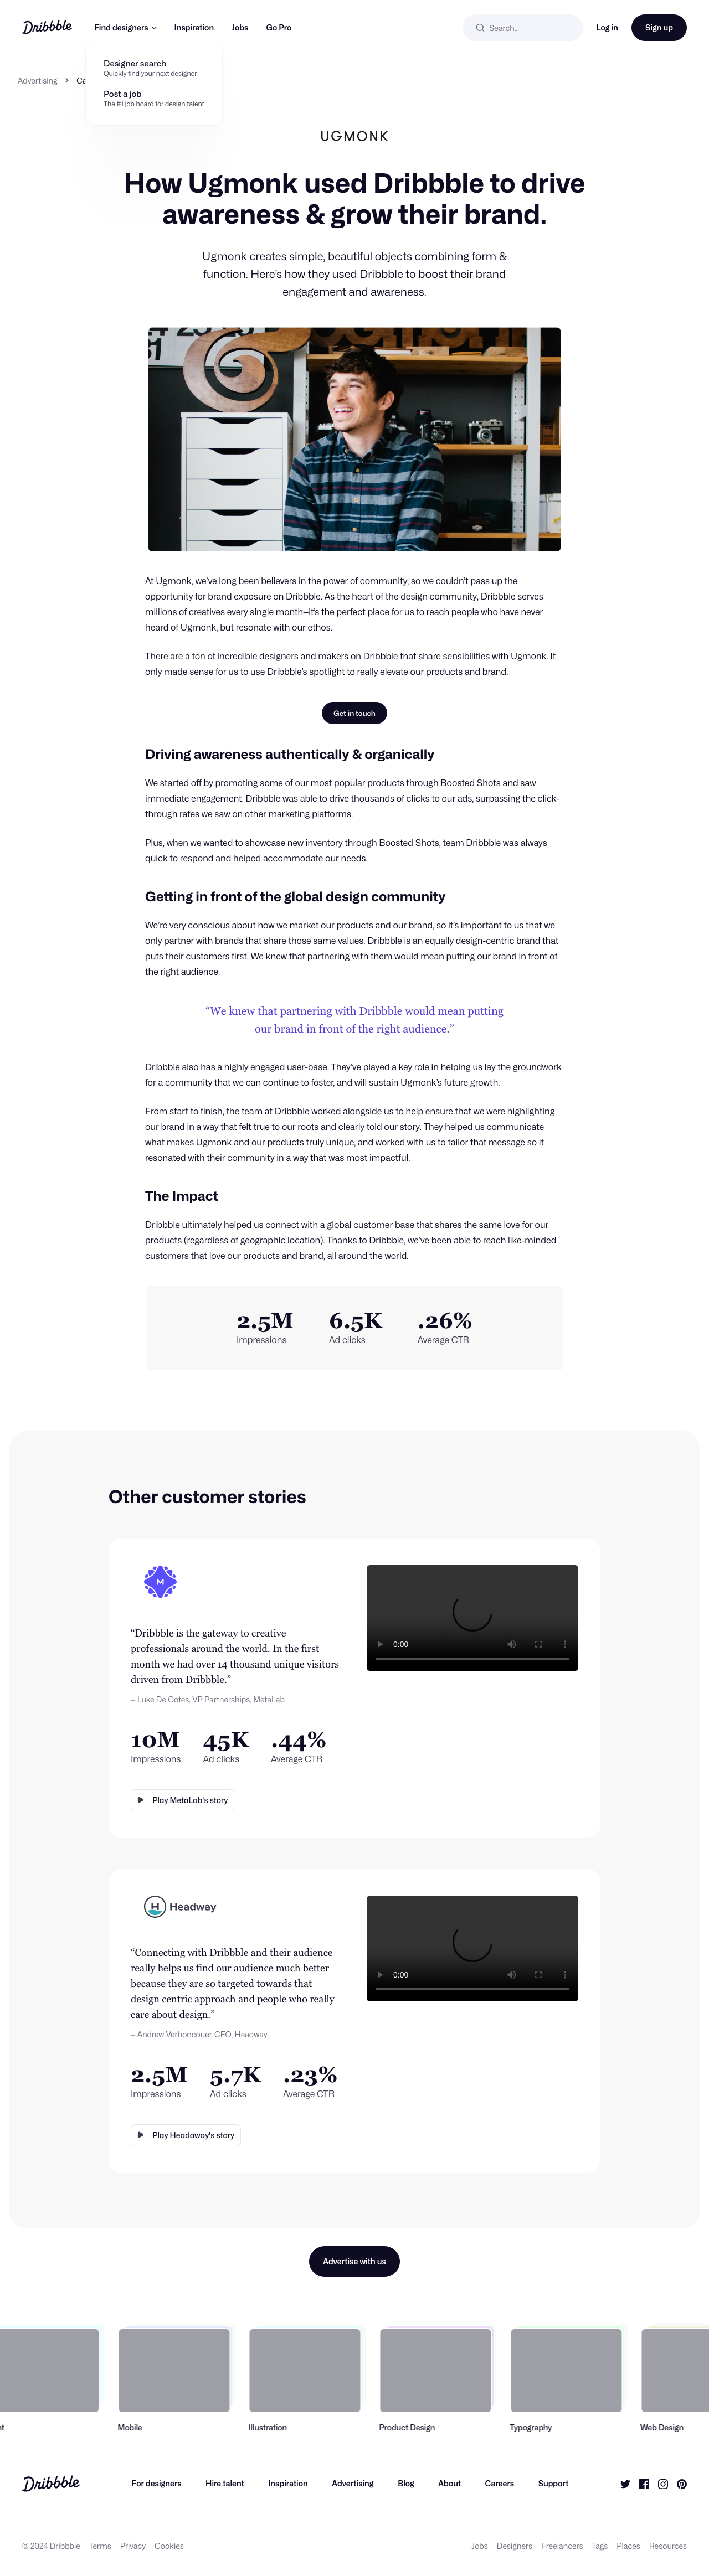 Dribbble
Find designers
Inspiration
Jobs
Go Pro
Search...
Log in
Sign up
Designer search
Quickly find your next designer
Post a job
The #1 job board for design talent
Advertising
UGMONK
How Ugmonk used Dribbble to drive
awareness & grow their brand.
Ugmonk creates simple, beautiful objects combining form &
function. Here's how they used Dribbble to boost their brand
engagement and awareness.
At Ugmonk, we've long been believers in the power of community, so we couldn't pass up the
opportunity for brand exposure on Dribbble. As the heart of the design community, Dribbble serves
millions of creatives every single month—it's the perfect place for us to reach people who have never
heard of Ugmonk, but resonate with our ethos.
There are a ton of incredible designers and makers on Dribbble that share sensibilities with Ugmonk. It
only made sense for us to use Dribbble's spotlight to really elevate our products and brand.
Get in touch
Driving awareness authentically & organically
We started off by promoting some of our most popular products through Boosted Shots and saw
immediate engagement. Dribbble was able to drive thousands of clicks to our ads, surpassing the click-
through rates we saw on other marketing platforms.
Plus, when we wanted to showcase new inventory through Boosted Shots, team Dribbble was always
quick to respond and helped accommodate our needs.
Getting in front of the global design community
We're very conscious about how we market our products and our brand, so it's important to us that we
only partner with brands that share those same values. Dribbble is an equally design-centric brand that
puts their customers first. We knew that partnering with them would mean putting our brand in front of
the right audience.
“We knew that partnering with Dribbble would mean putting
our brand in front of the right audience.”
Dribbble also has a highly engaged user-base. They've played a key role in helping us lay the groundwork
for a community that we can continue to foster, and will sustain Ugmonk's future growth.
From start to finish, the team at Dribbble worked alongside us to help ensure that we were highlighting
our brand in a way that felt true to our roots and clearly told our story. They helped us communicate
what makes Ugmonk and our products truly unique, and worked with us to tailor that message so it
resonated with their community in a way that was most impactful.
The Impact
Dribbble ultimately helped us connect with a global customer base that shares the same love for our
products (regardless of geographic location). Thanks to Dribbble, we've been able to reach like-minded
customers that love our products and brand, all around the world.
2.5M
Impressions
6.5K
Ad clicks
.26%
Average CTR
Other customer stories
M
“Dribbble is the gateway to creative
professionals around the world. In the first
month we had over 14 thousand unique visitors
driven from Dribbble.”
– Luke De Cotes, VP Partnerships, MetaLab
10M
Impressions
45K
Ad clicks
.44%
Average CTR
Play MetaLab's story
0:00
Headway
“Connecting with Dribbble and their audience
really helps us find our audience much better
because they are so targeted towards that
design centric approach and people who really
care about design.”
– Andrew Verboncouer, CEO, Headway
2.5M
Impressions
5.7K
Ad clicks
.23%
Average CTR
Play Headaway's story
0:00
Advertise with us
Mobile
Illustration
Product Design
Typography
Web Design
Dribbble
For designers
Hire talent
Inspiration
Advertising
Blog
About
Careers
Support
© 2024 Dribbble
Terms
Privacy
Cookies
Jobs
Designers
Freelancers
Tags
Places
Resources